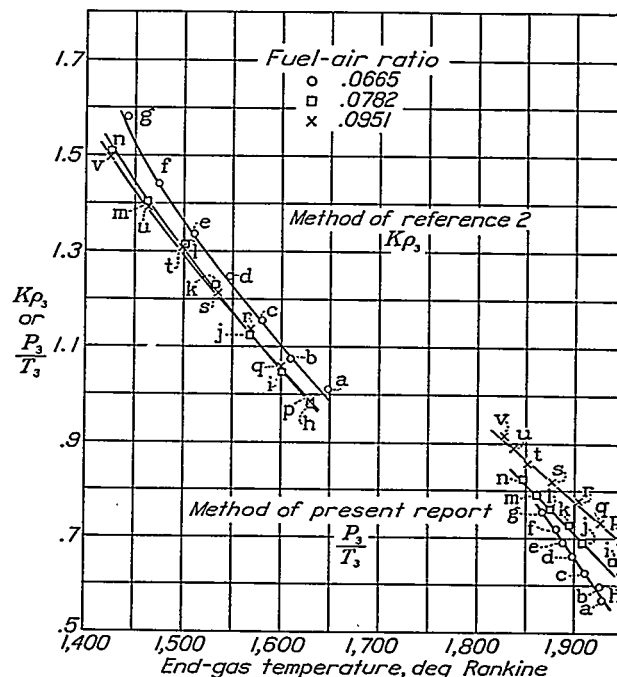 1.7
Fuel-air ratio
○ .0665
□ .0782
× .0951
g
n
1.5
v
f
m
u
e
Method of reference 2
Kρ₃
1.3
l
t
d
k
s
c
Kρ₃
or
P₃
T₃
r
j
1.1
b
q
i
a
p
h
.9
v
u
t
n
s
m
l
r
Method of present report
P₃
T₃
g
k
q
p
.7
f
j
e
d
i
c
b
h
a
.5
1,400
1,500
1,600
1,700
1,800
1,900
End-gas temperature, deg Rankine